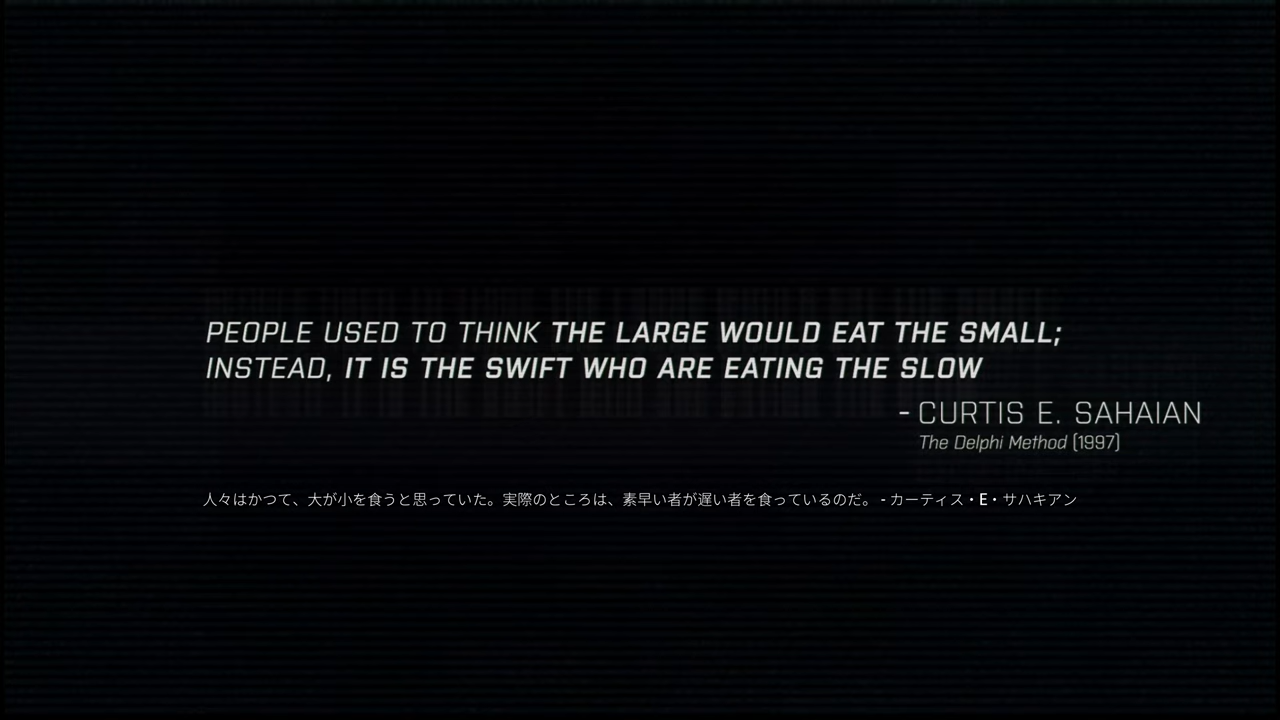 PEOPLE USED TO THINK THE LARGE WOULD EAT THE SMALL;
INSTEAD, IT IS THE SWIFT WHO ARE EATING THE SLOW
- CURTIS E. SAHAIAN
The Delphi Method (1997)
人々はかつて、大が小を食うと思っていた。実際のところは、素早い者が遅い者を食っているのだ。 - カーティス・E・サハキアン